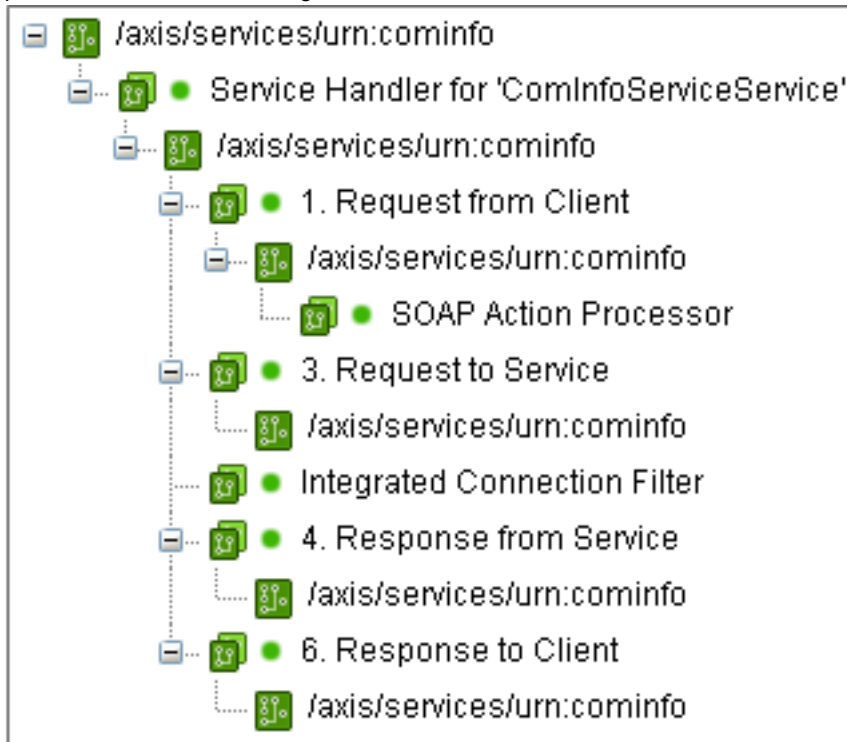 /axis/services/urn:cominfo
Service Handler for 'ComInfoServiceService'
/axis/services/urn:cominfo
1. Request from Client
/axis/services/urn:cominfo
SOAP Action Processor
3. Request to Service
/axis/services/urn:cominfo
Integrated Connection Filter
4. Response from Service
/axis/services/urn:cominfo
6. Response to Client
/axis/services/urn:cominfo